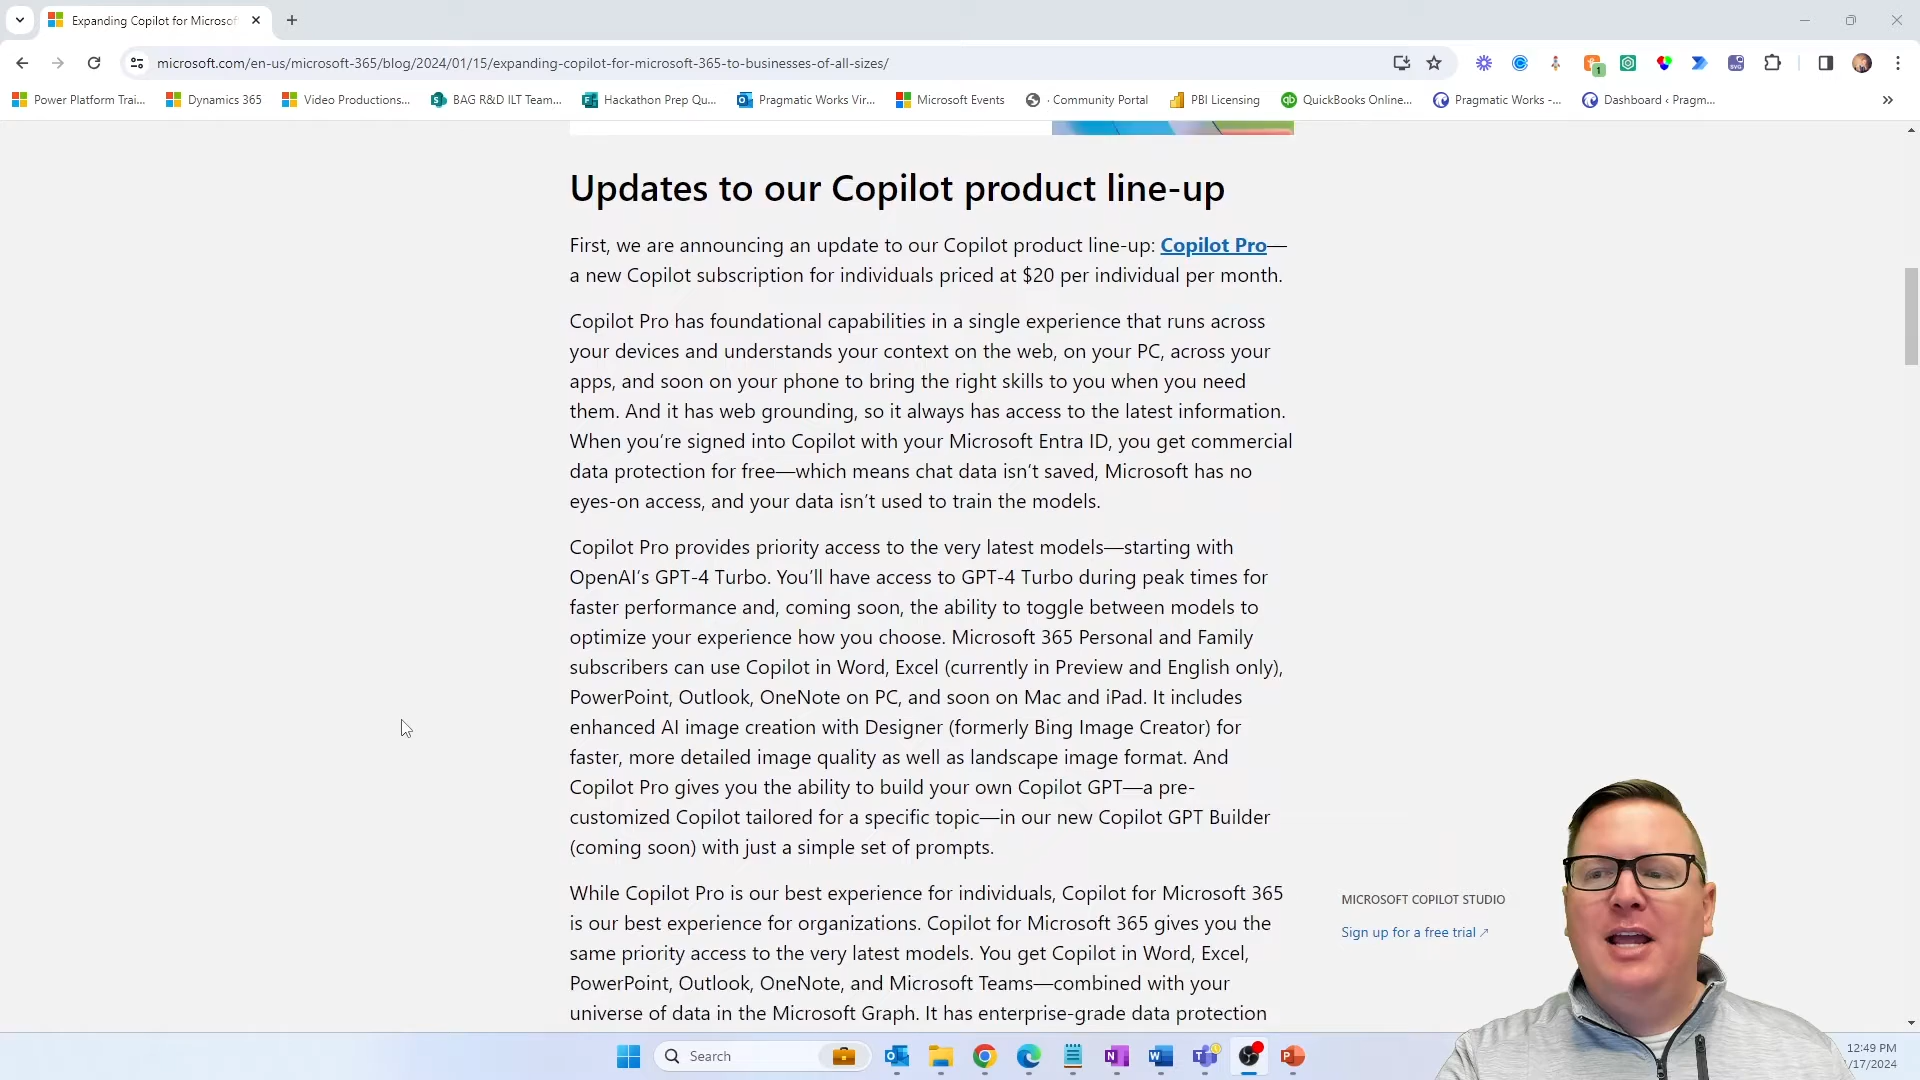 Expanding Copilot for Microsof
microsoft.com/en-us/microsoft-365/blog/2024/01/15/expanding-copilot-for-microsoft-365-to-businesses-of-all-sizes/
1
Power Platform Trai... Dynamics 365 Video Productions... BAG R&D ILT Team... Hackathon Prep Qu... Pragmatic Works Vir... Microsoft Events · Community Portal PBI Licensing QuickBooks Online... Pragmatic Works -... Dashboard ‹ Pragm...
Updates to our Copilot product line-up
First, we are announcing an update to our Copilot product line-up: Copilot Pro—
a new Copilot subscription for individuals priced at $20 per individual per month.
Copilot Pro has foundational capabilities in a single experience that runs across
your devices and understands your context on the web, on your PC, across your
apps, and soon on your phone to bring the right skills to you when you need
them. And it has web grounding, so it always has access to the latest information.
When you’re signed into Copilot with your Microsoft Entra ID, you get commercial
data protection for free—which means chat data isn’t saved, Microsoft has no
eyes-on access, and your data isn’t used to train the models.
Copilot Pro provides priority access to the very latest models—starting with
OpenAI’s GPT-4 Turbo. You’ll have access to GPT-4 Turbo during peak times for
faster performance and, coming soon, the ability to toggle between models to
optimize your experience how you choose. Microsoft 365 Personal and Family
subscribers can use Copilot in Word, Excel (currently in Preview and English only),
PowerPoint, Outlook, OneNote on PC, and soon on Mac and iPad. It includes
enhanced AI image creation with Designer (formerly Bing Image Creator) for
faster, more detailed image quality as well as landscape image format. And
Copilot Pro gives you the ability to build your own Copilot GPT—a pre-
customized Copilot tailored for a specific topic—in our new Copilot GPT Builder
(coming soon) with just a simple set of prompts.
While Copilot Pro is our best experience for individuals, Copilot for Microsoft 365
is our best experience for organizations. Copilot for Microsoft 365 gives you the
same priority access to the very latest models. You get Copilot in Word, Excel,
PowerPoint, Outlook, OneNote, and Microsoft Teams—combined with your
universe of data in the Microsoft Graph. It has enterprise-grade data protection
MICROSOFT COPILOT STUDIO
Sign up for a free trial ↗
Search
12:49 PM
/17/2024